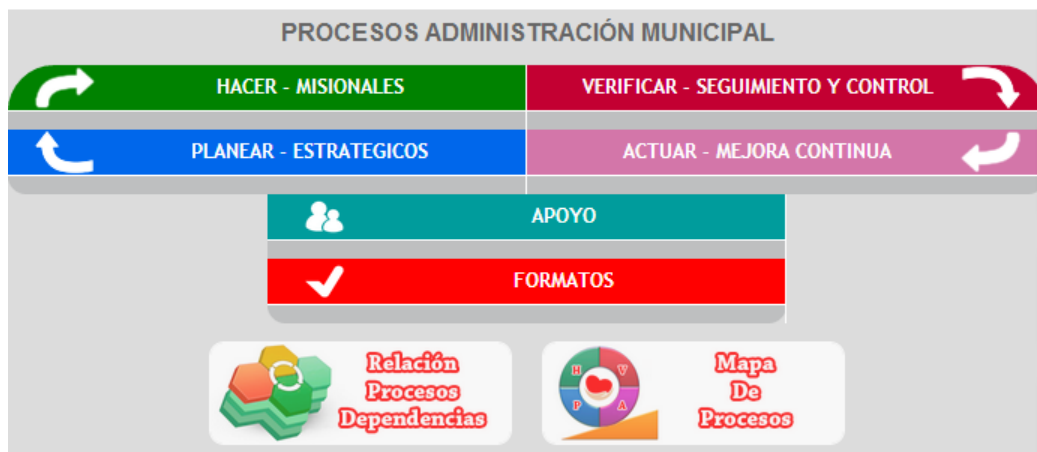 PROCESOS ADMINISTRACIÓN MUNICIPAL
HACER - MISIONALES
VERIFICAR - SEGUIMIENTO Y CONTROL
PLANEAR - ESTRATEGICOS
ACTUAR - MEJORA CONTINUA
APOYO
FORMATOS
Relación
Procesos
Dependencias
H V
P A
Mapa
De
Procesos